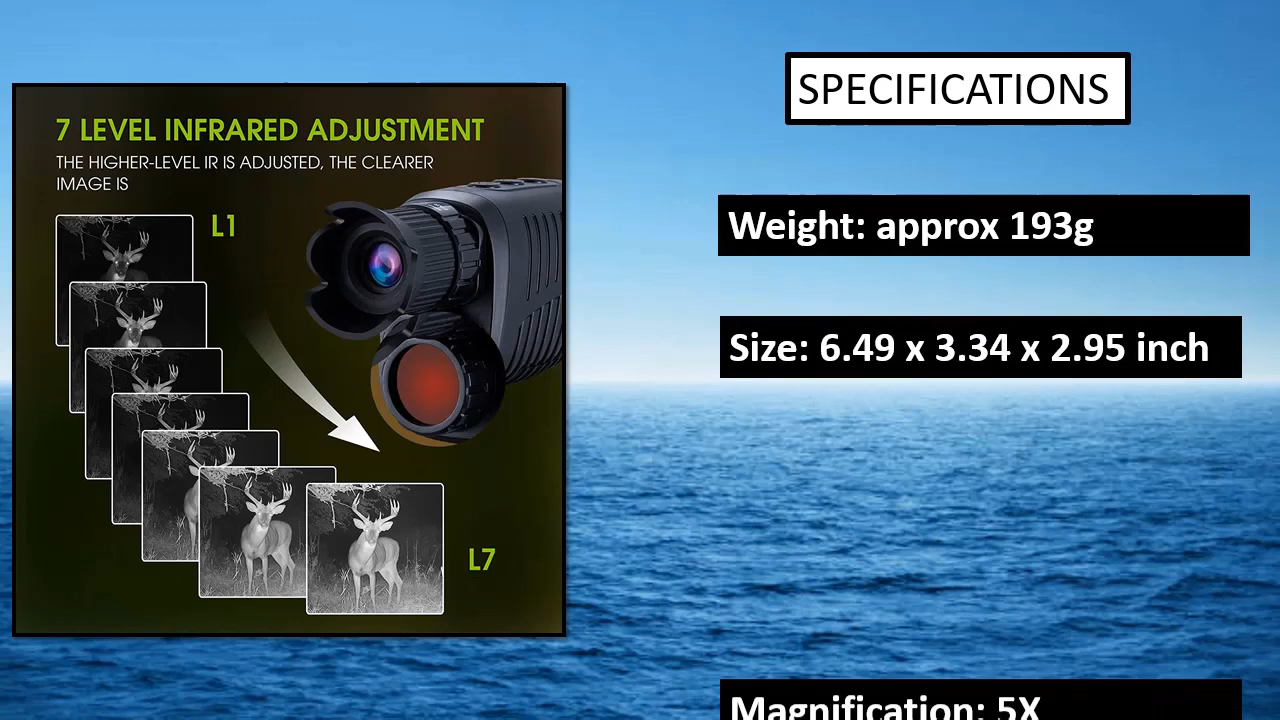 7 LEVEL INFRARED ADJUSTMENT
THE HIGHER-LEVEL IR IS ADJUSTED, THE CLEARER
IMAGE IS
L1
L7
SPECIFICATIONS
Weight: approx 193g
Size: 6.49 x 3.34 x 2.95 inch
Magnification: 5X